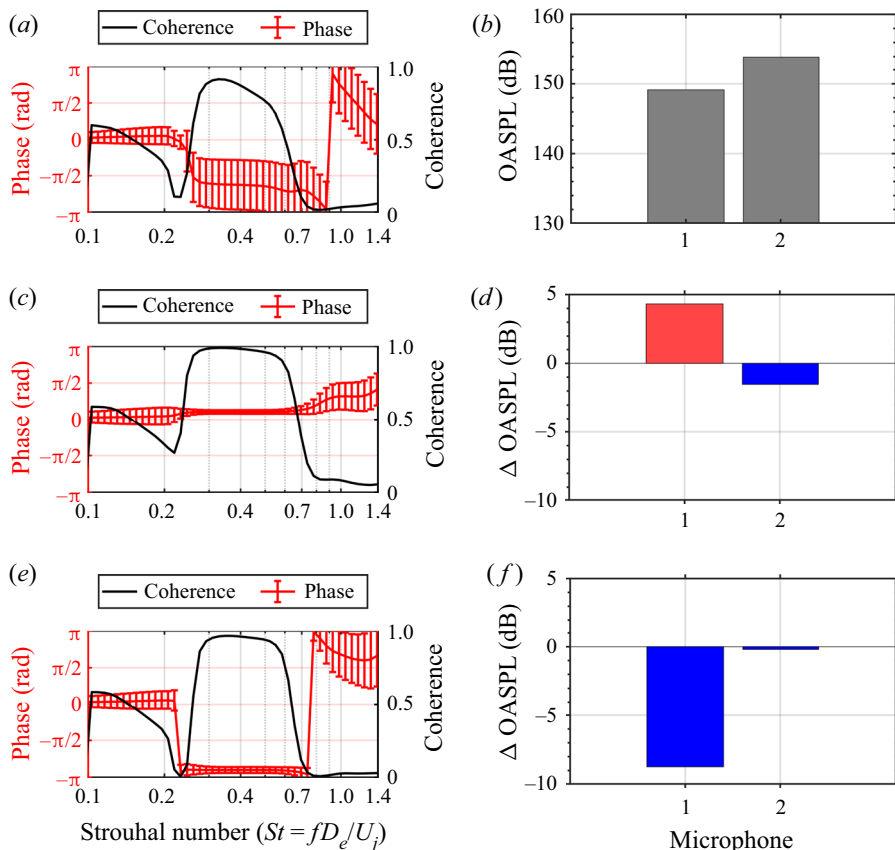 (a)
Coherence Phase
Phase (rad)
π
π/2
0
−π/2
−π
1.0
0.5
0
Coherence
0.1 0.2 0.4 0.7 1.0 1.4
(b)
OASPL (dB)
160
150
140
130
1 2
(c)
Coherence Phase
Phase (rad)
π
π/2
0
−π/2
−π
1.0
0.5
0
Coherence
0.1 0.2 0.4 0.7 1.0 1.4
(d)
Δ OASPL (dB)
5
0
−5
−10
1 2
(e)
Coherence Phase
Phase (rad)
π
π/2
0
−π/2
−π
1.0
0.5
0
Coherence
0.1 0.2 0.4 0.7 1.0 1.4
Strouhal number (St = fD_e/U_j)
(f)
Δ OASPL (dB)
5
0
−5
−10
1 2
Microphone